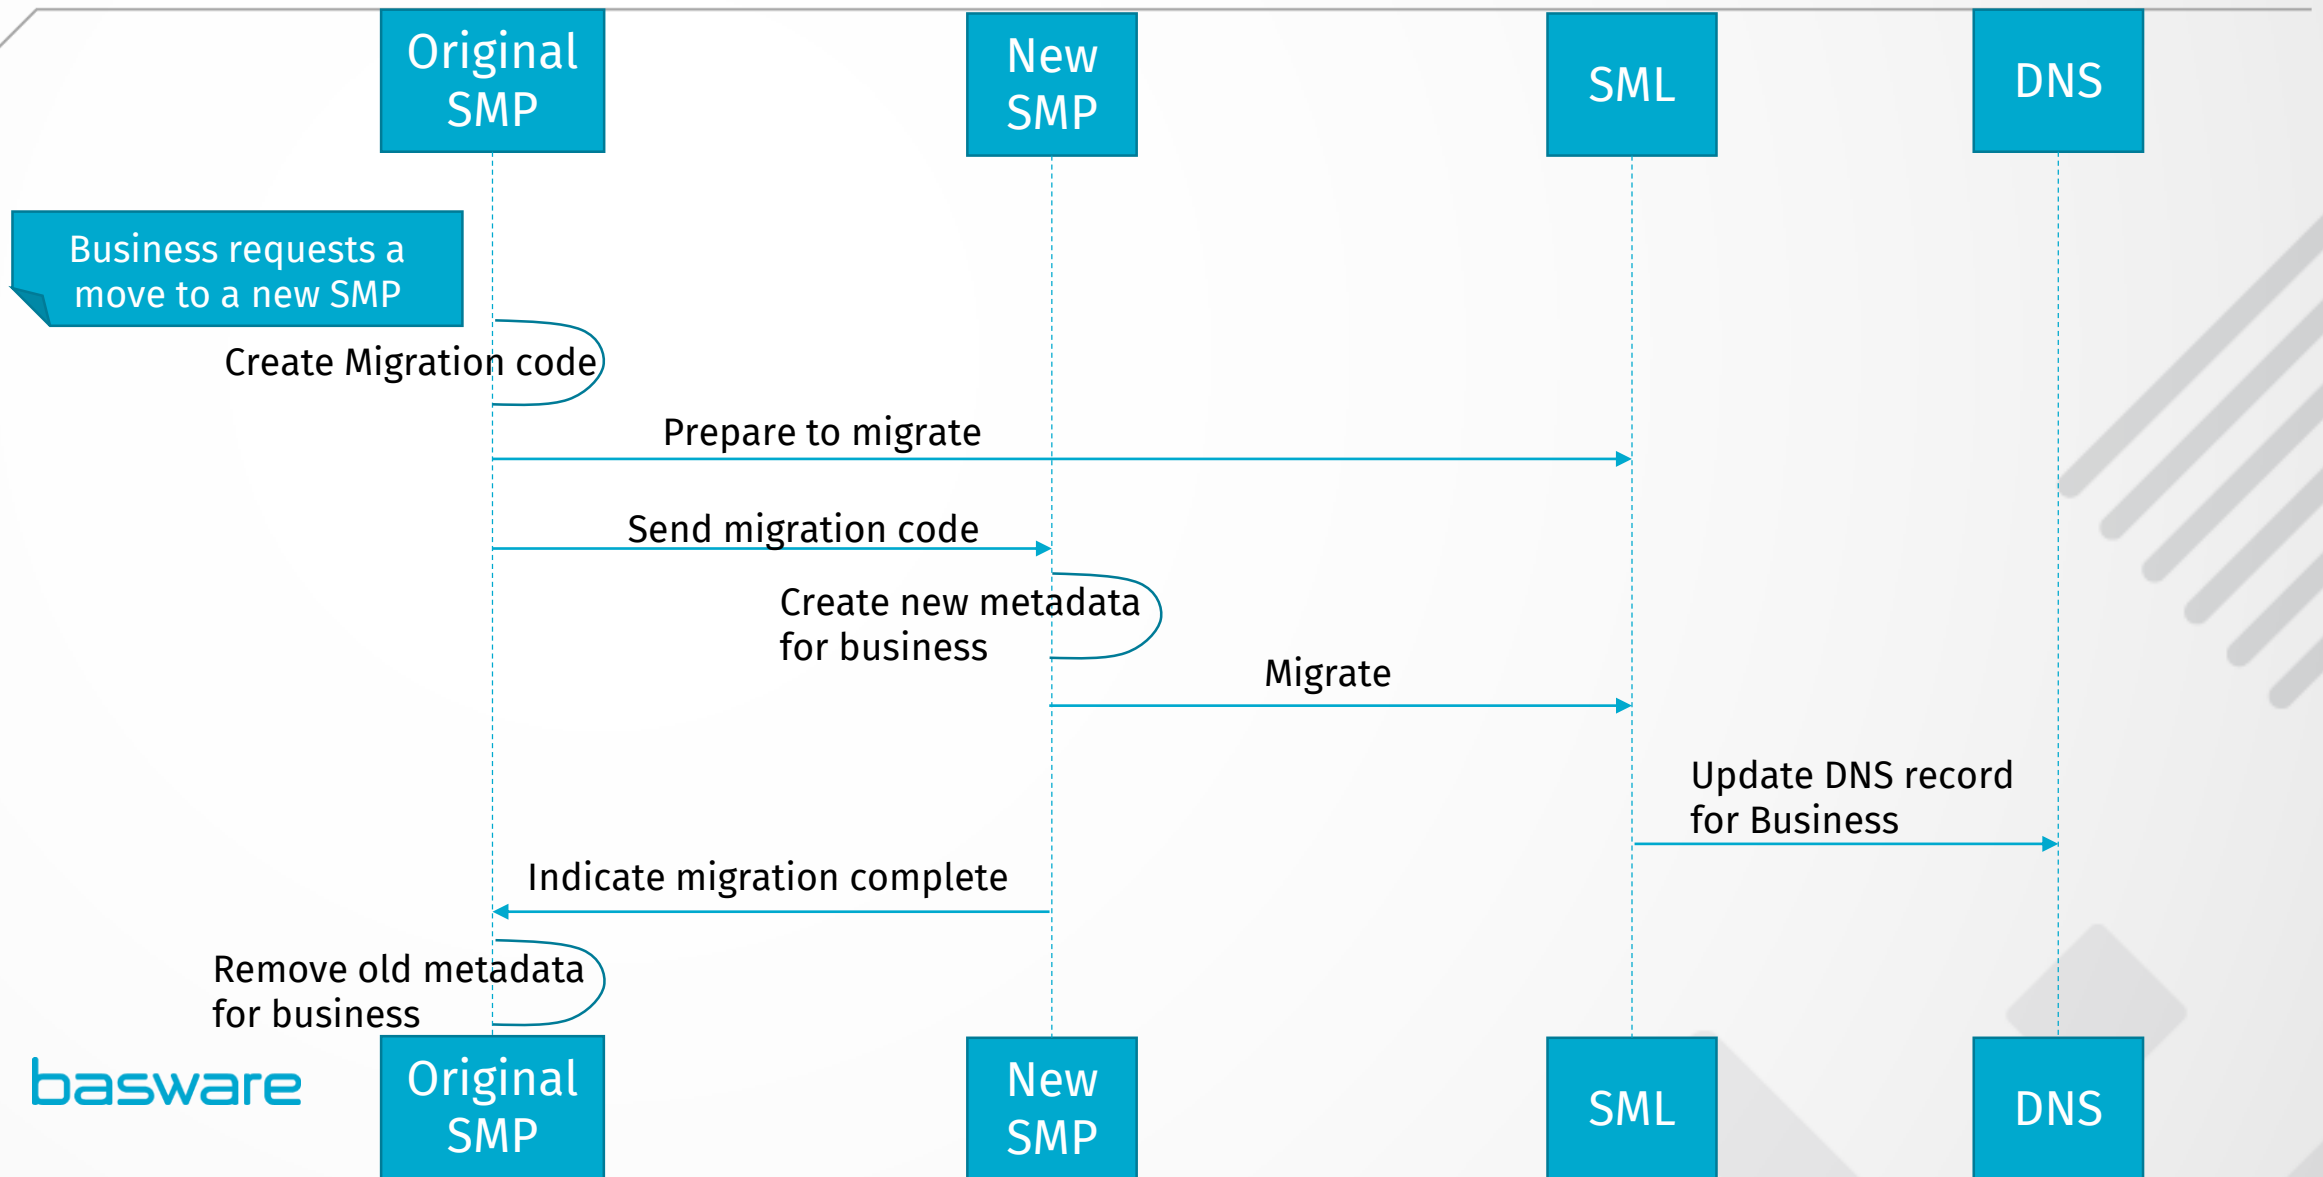 Original
SMP
New
SMP
SML
DNS
Business requests a
move to a new SMP
Create Migration code
Prepare to migrate
Send migration code
Create new metadata
for business
Migrate
Update DNS record
for Business
Indicate migration complete
Remove old metadata
for business
basware
Original
SMP
New
SMP
SML
DNS